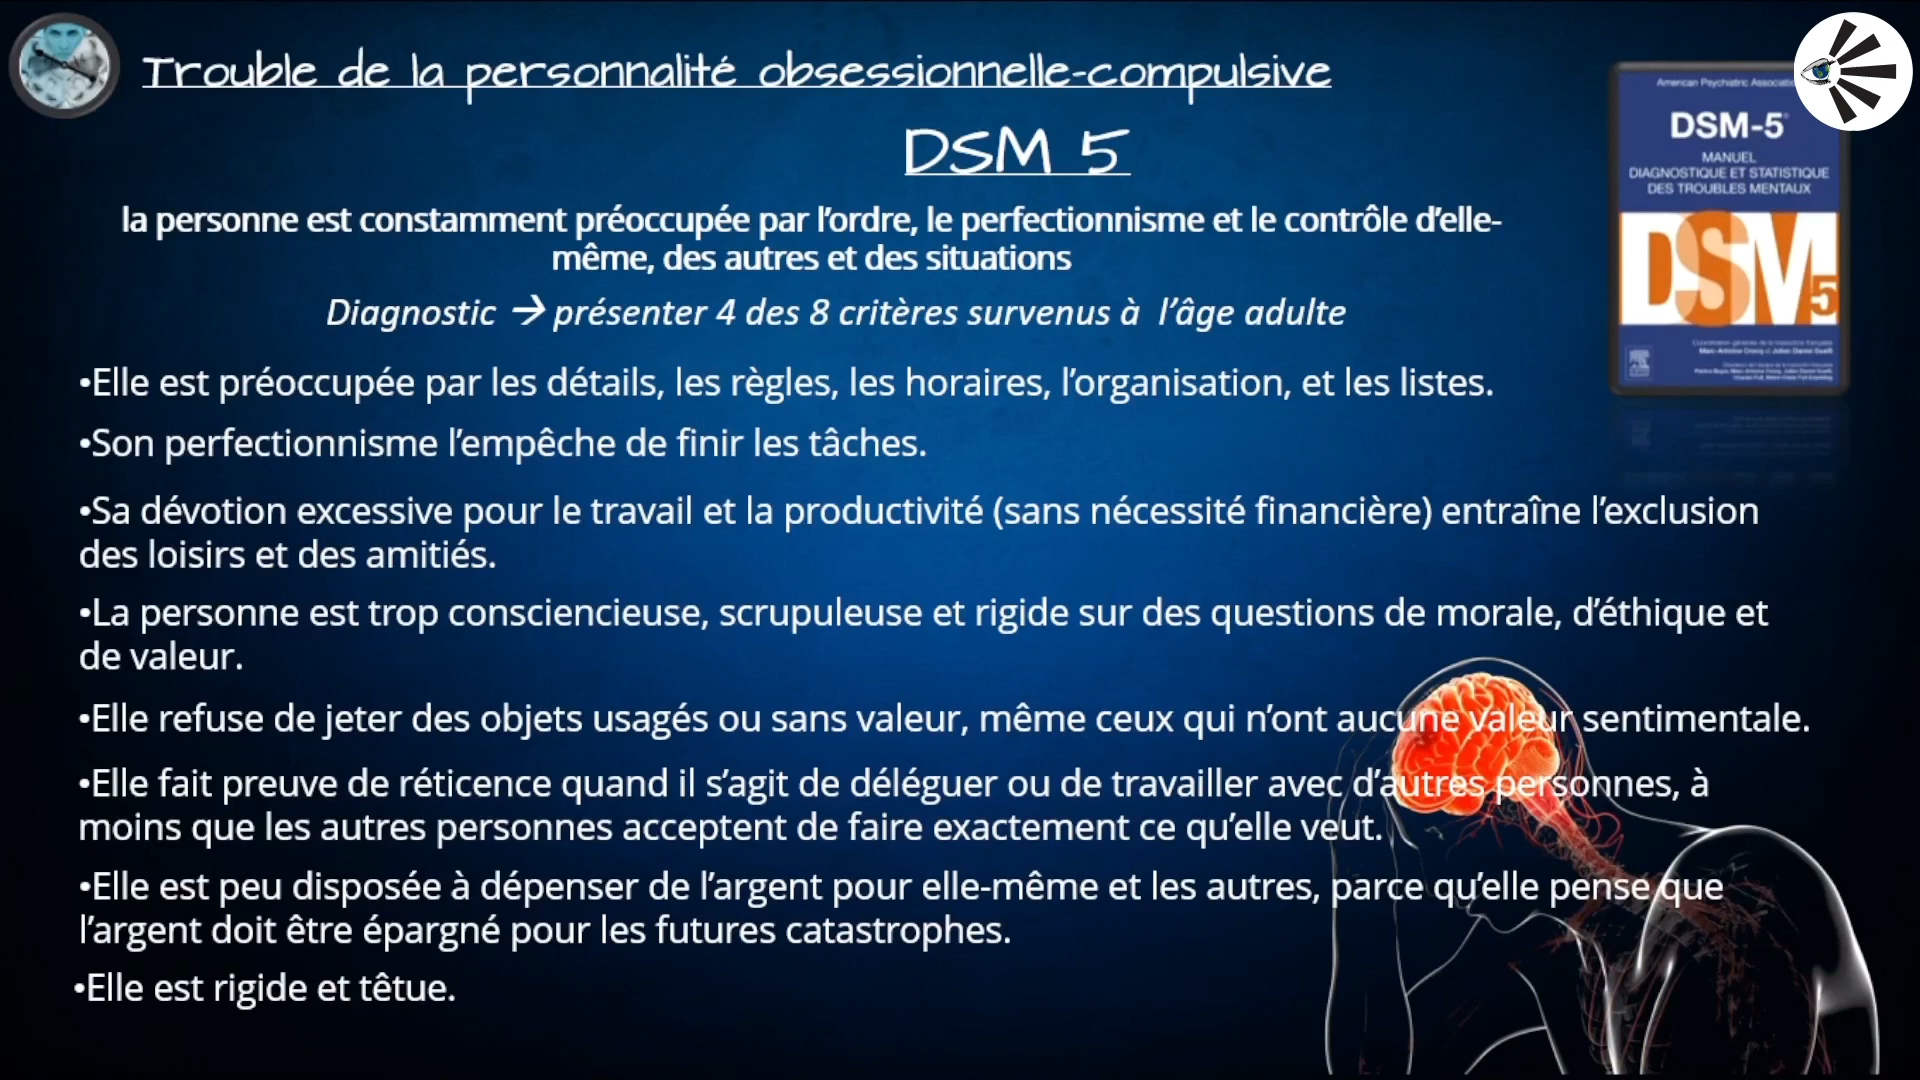 Trouble de la personnalité obsessionnelle-compulsive
DSM 5
la personne est constamment préoccupée par l'ordre, le perfectionnisme et le contrôle d'elle-
même, des autres et des situations
Diagnostic → présenter 4 des 8 critères survenus à l'âge adulte
•Elle est préoccupée par les détails, les règles, les horaires, l'organisation, et les listes.
•Son perfectionnisme l'empêche de finir les tâches.
•Sa dévotion excessive pour le travail et la productivité (sans nécessité financière) entraîne l'exclusion
des loisirs et des amitiés.
•La personne est trop consciencieuse, scrupuleuse et rigide sur des questions de morale, d'éthique et
de valeur.
•Elle refuse de jeter des objets usagés ou sans valeur, même ceux qui n'ont aucune valeur sentimentale.
•Elle fait preuve de réticence quand il s'agit de déléguer ou de travailler avec d'autres personnes, à
moins que les autres personnes acceptent de faire exactement ce qu'elle veut.
•Elle est peu disposée à dépenser de l'argent pour elle-même et les autres, parce qu'elle pense que
l'argent doit être épargné pour les futures catastrophes.
•Elle est rigide et têtue.
American Psychiatric
DSM-5
MANUEL
DIAGNOSTIQUE ET STATISTIQUE
DES TROUBLES MENTAUX
DSM
5